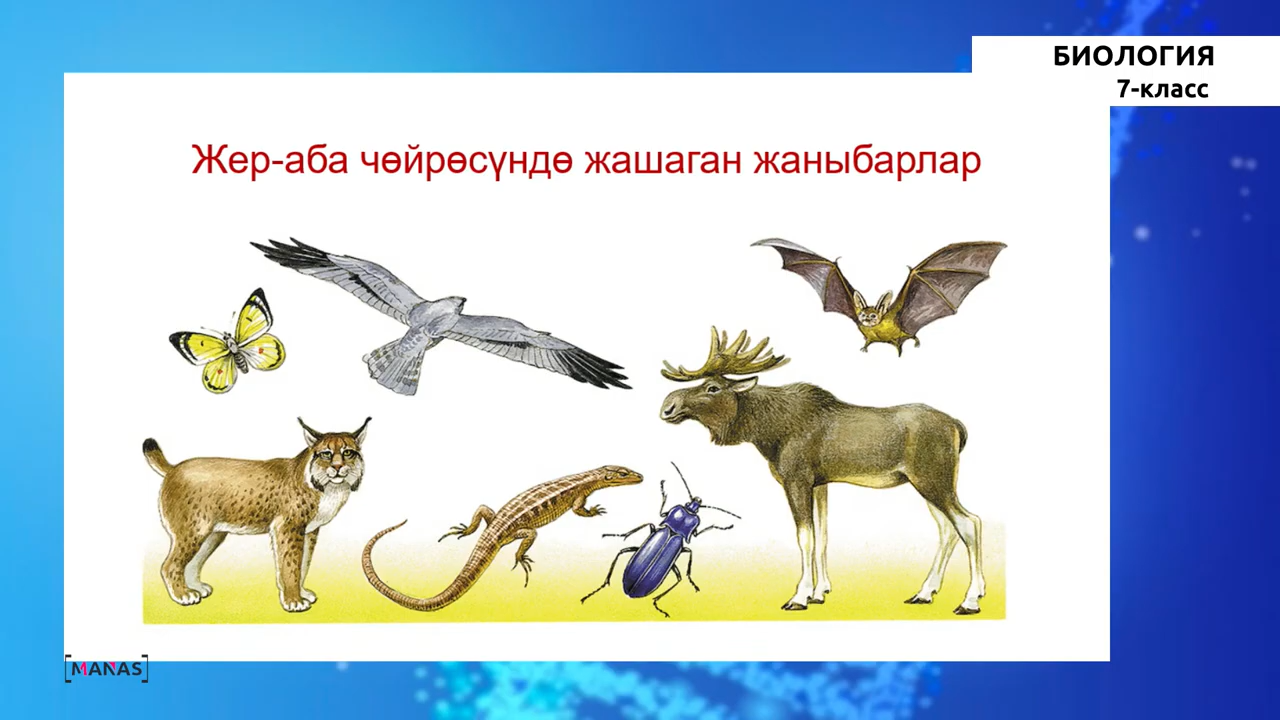 БИОЛОГИЯ
7-класс
Жер-аба чөйрөсүндө жашаган жаныбарлар
[MANAS]